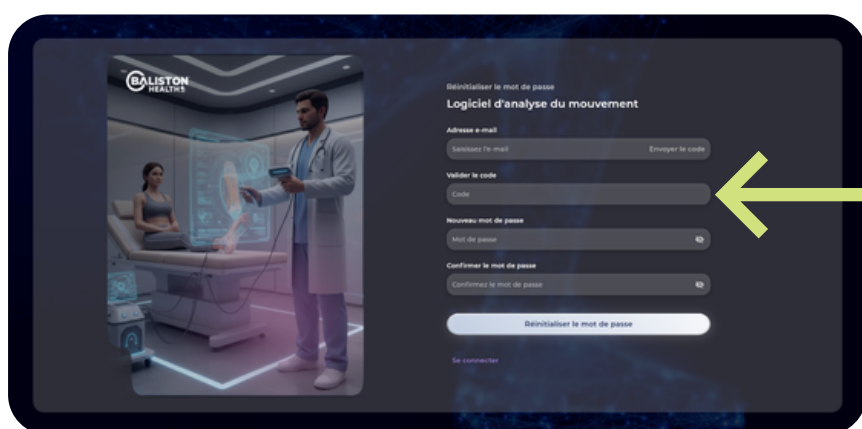 BALISTON
HEALTH
Réinitialiser le mot de passe
Logiciel d'analyse du mouvement
Adresse e-mail
Saisissez l'e-mail Envoyer le code
Valider le code
Code
Nouveau mot de passe
Mot de passe
Confirmer le mot de passe
Confirmez le mot de passe
Réinitialiser le mot de passe
Se connecter